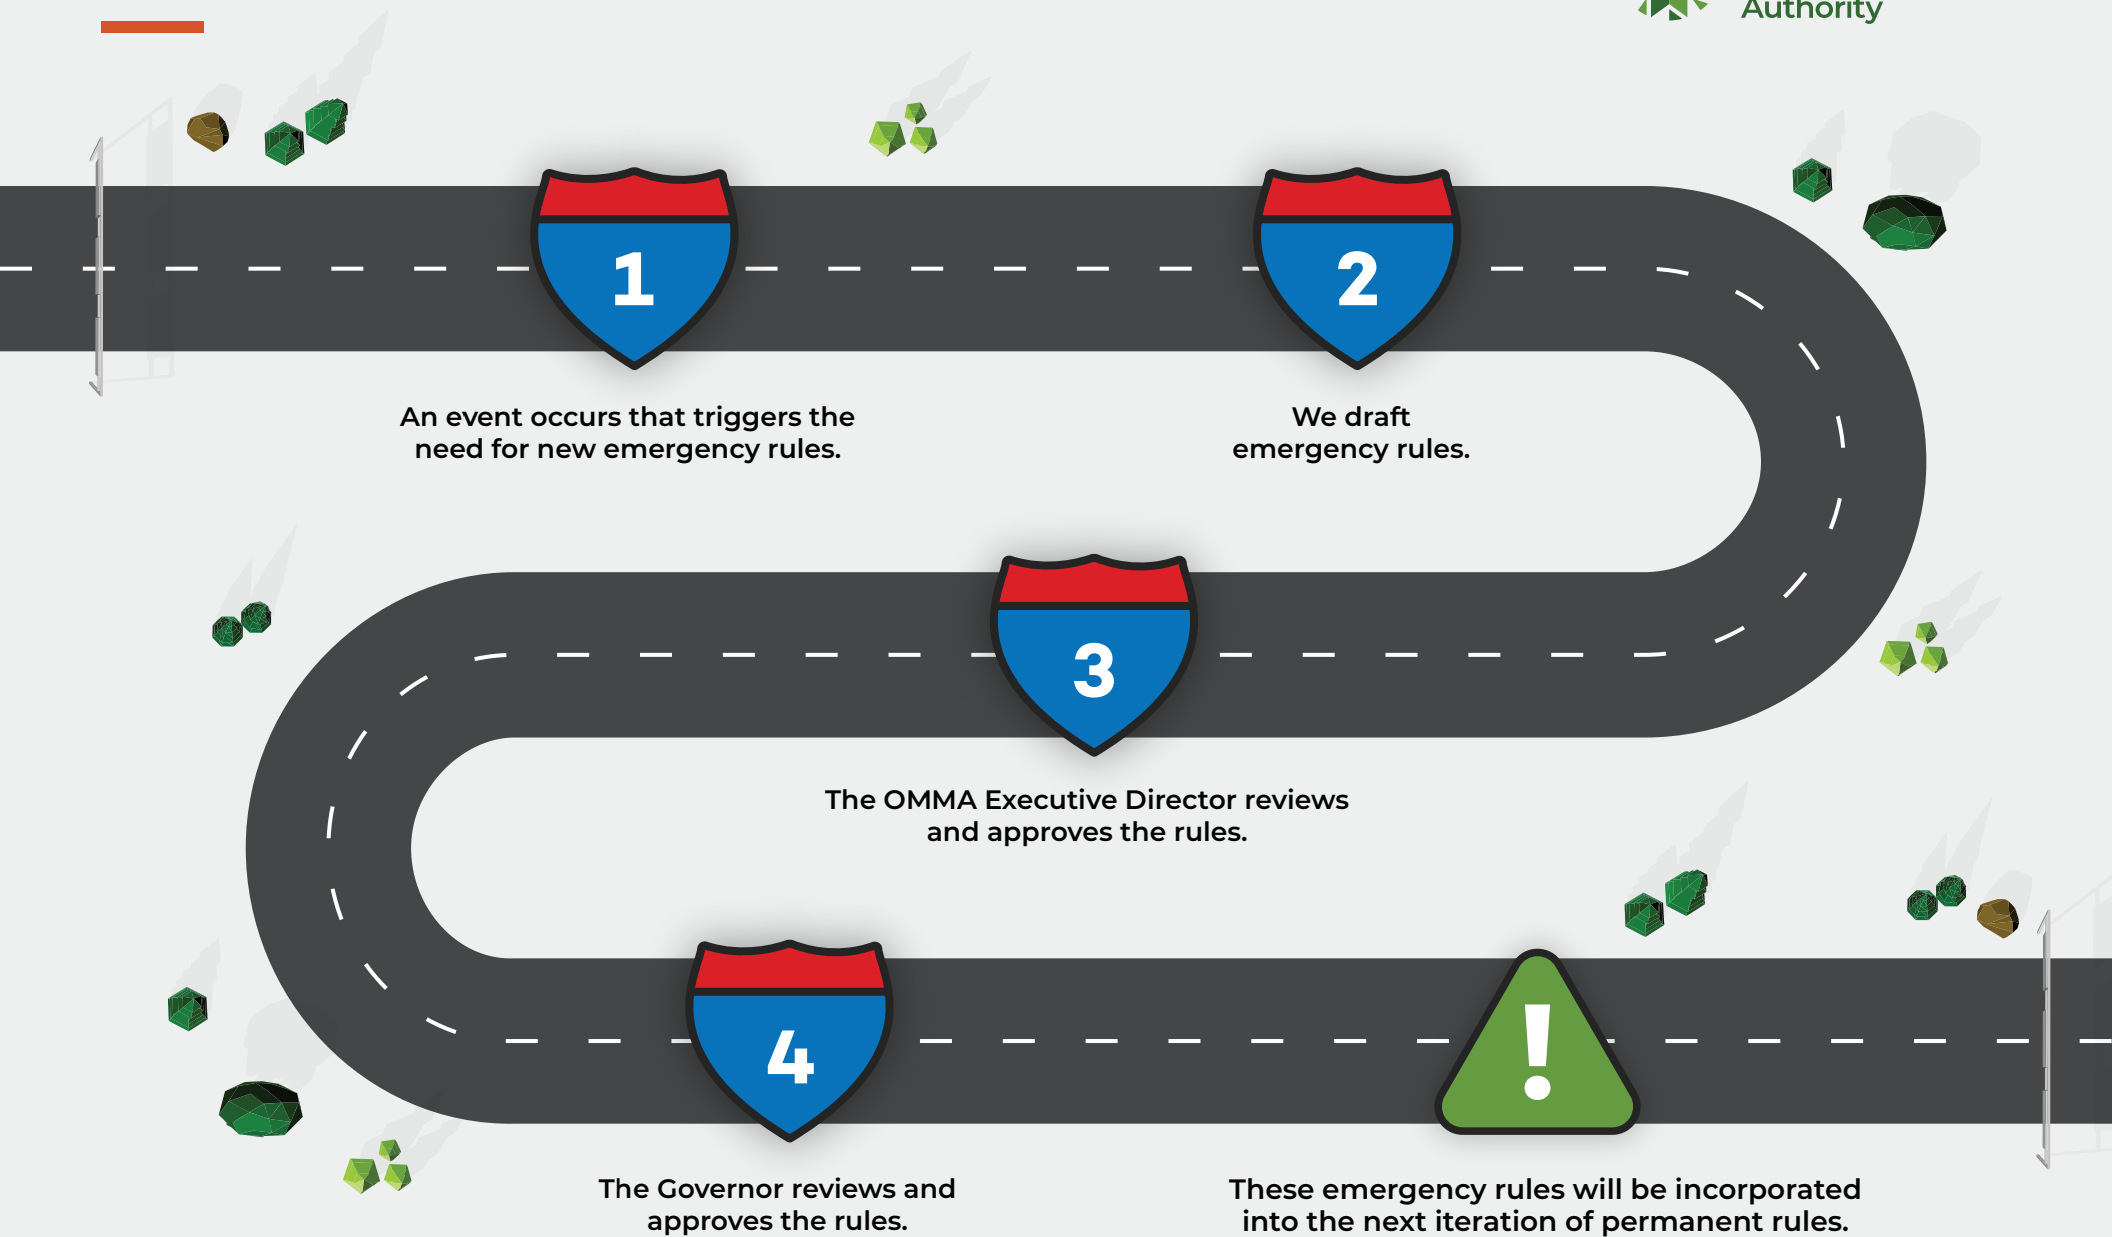 Authority
1
2
An event occurs that triggers the
need for new emergency rules.
We draft
emergency rules.
3
The OMMA Executive Director reviews
and approves the rules.
4
!
The Governor reviews and
approves the rules.
These emergency rules will be incorporated
into the next iteration of permanent rules.